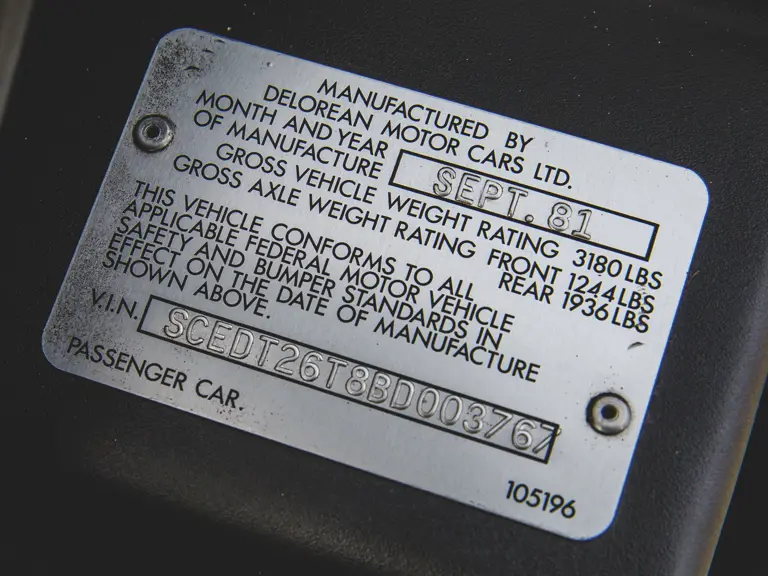 MANUFACTURED BY
DELOREAN MOTOR CARS LTD.
MONTH AND YEAR
OF MANUFACTURE SEPT. 81
GROSS VEHICLE WEIGHT RATING 3180 LBS
GROSS AXLE WEIGHT RATING FRONT 1244 LBS
REAR 1936 LBS
THIS VEHICLE CONFORMS TO ALL
APPLICABLE FEDERAL MOTOR VEHICLE
SAFETY AND BUMPER STANDARDS IN
EFFECT ON THE DATE OF MANUFACTURE
SHOWN ABOVE.
V.I.N. SCEDT26T8BD003767
PASSENGER CAR.
105196